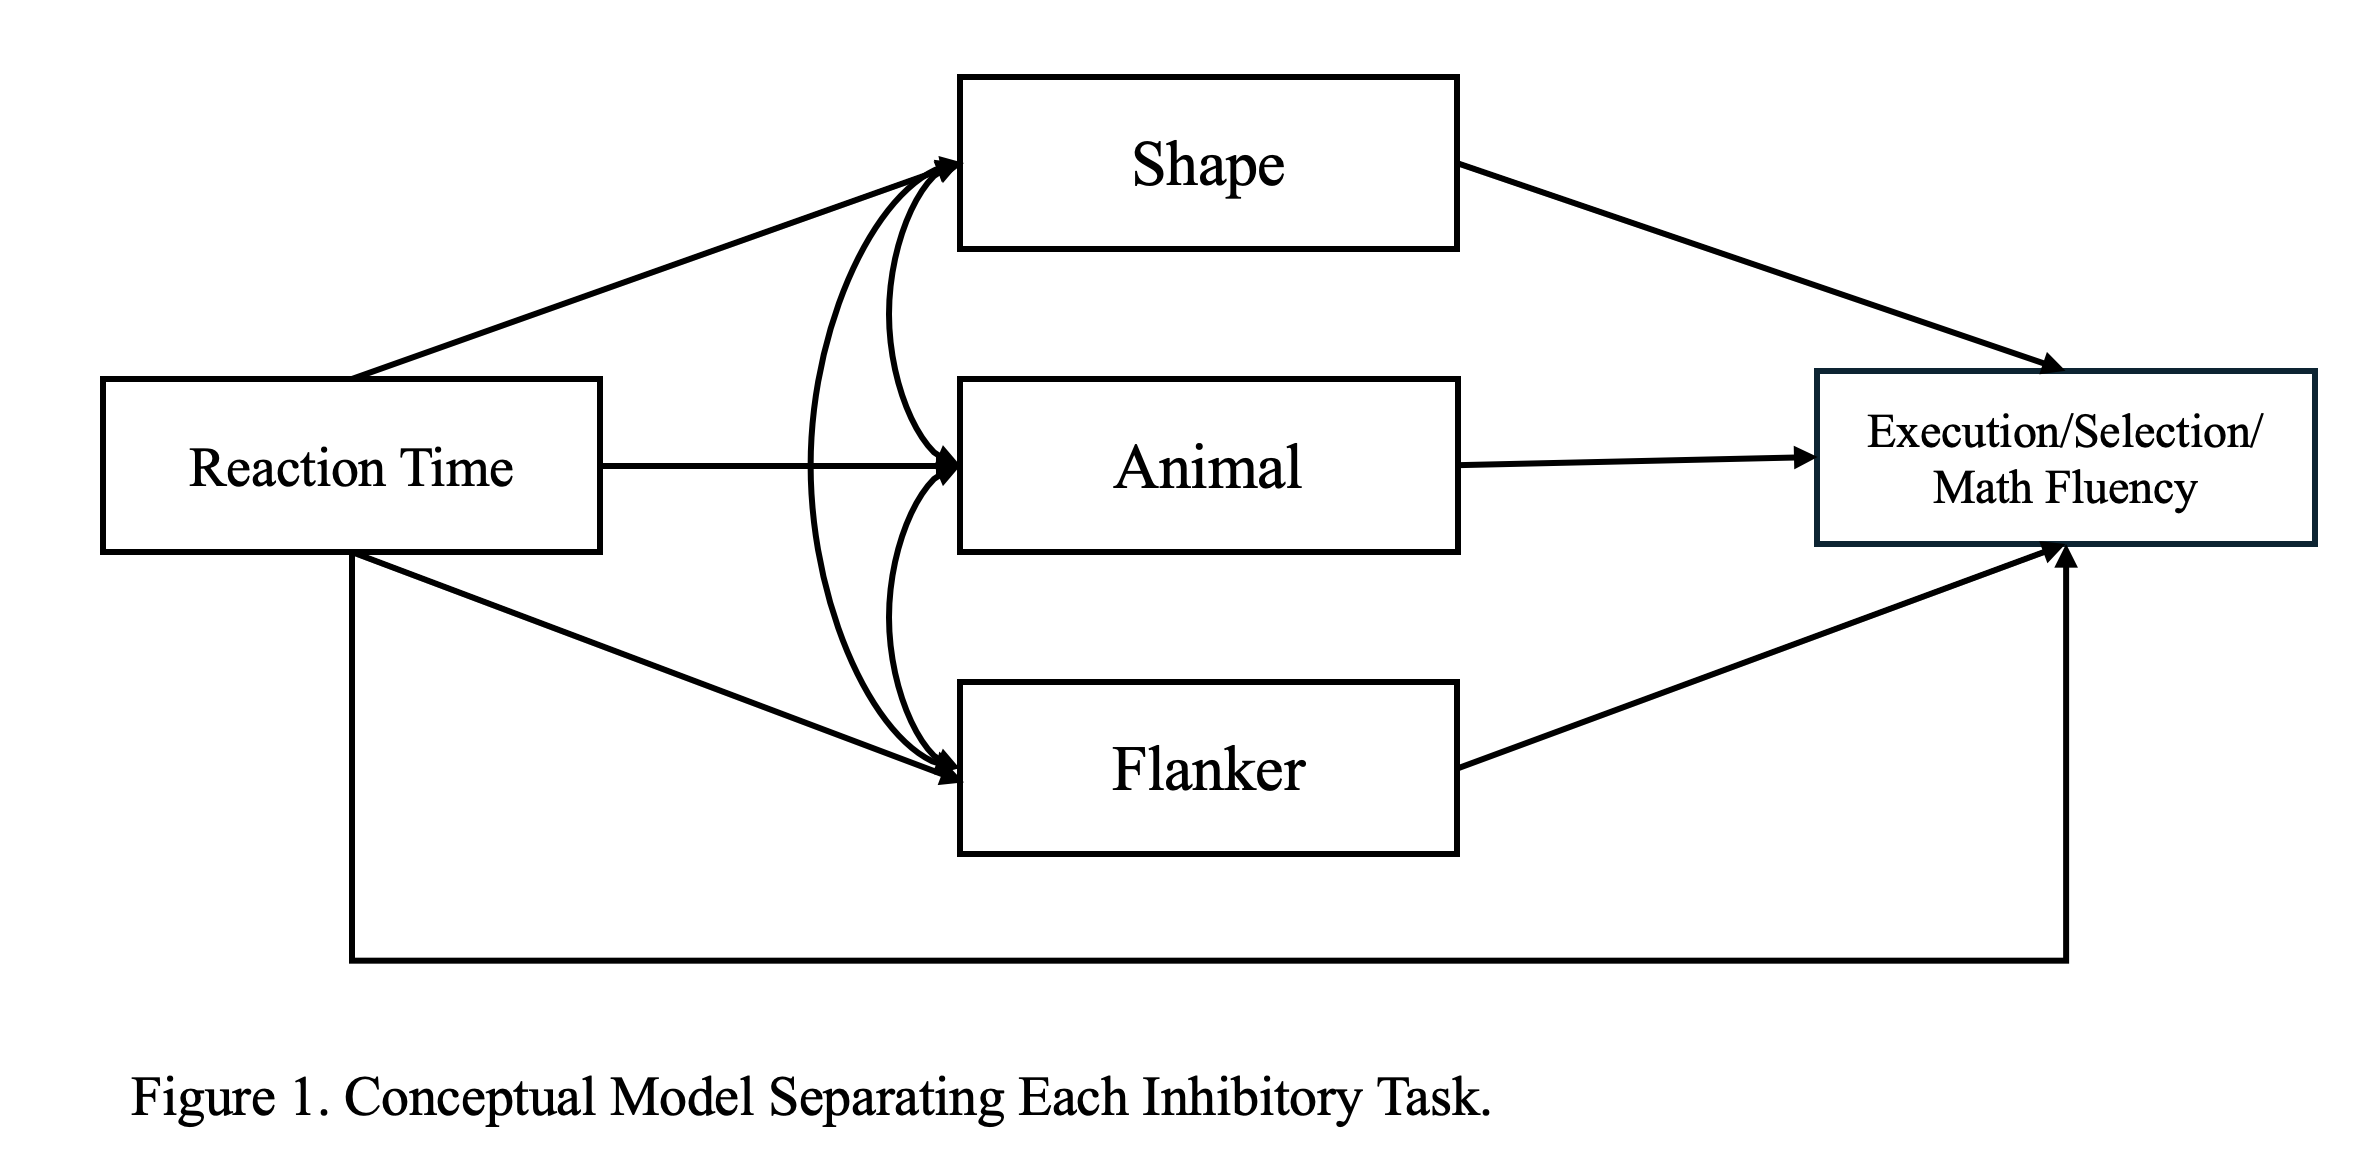 Shape
Reaction Time
Animal
Execution/Selection/
Math Fluency
Flanker
Figure 1. Conceptual Model Separating Each Inhibitory Task.